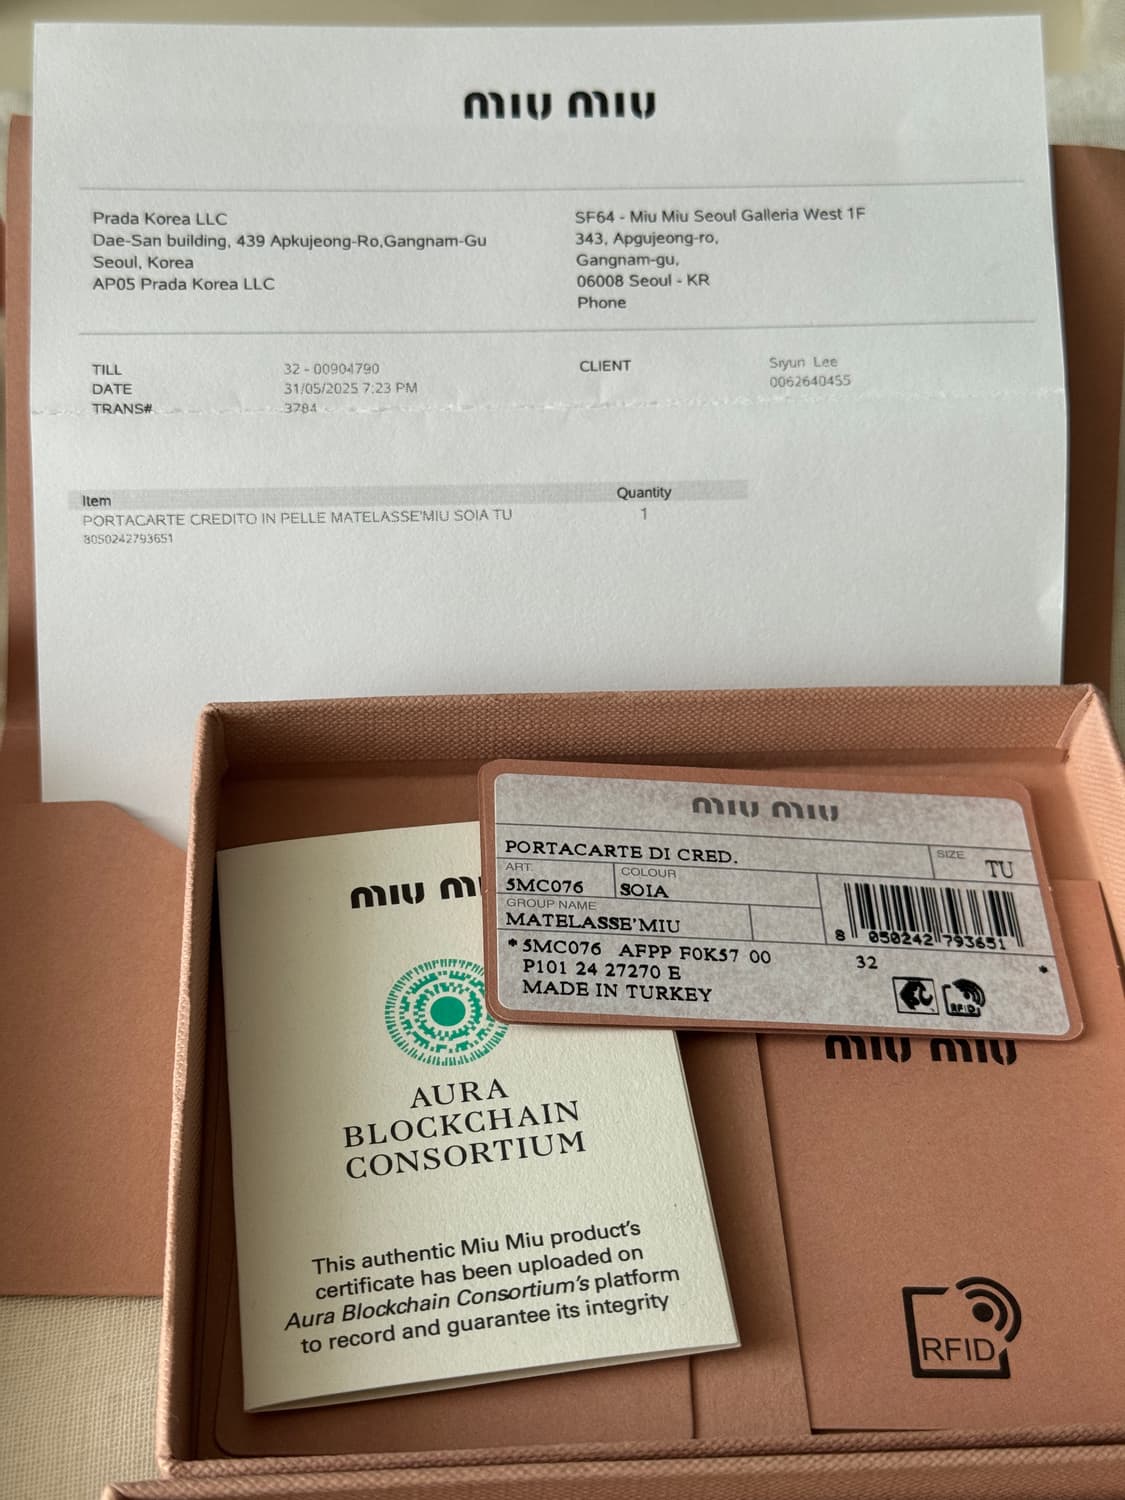 miu miu
Prada Korea LLC
Dae-San building, 439 Apkujeong-Ro,Gangnam-Gu
Seoul, Korea
AP05 Prada Korea LLC
SF64 - Miu Miu Seoul Galleria West 1F
343, Apgujeong-ro,
Gangnam-gu,
06008 Seoul - KR
Phone
TILL 32 - 00904790
DATE 31/05/2025 7:23 PM
TRANS# 3784
CLIENT Siyun Lee
0062640455
Item Quantity
PORTACARTE CREDITO IN PELLE MATELASSE'MIU SOIA TU 1
8050242793651
miu miu
PORTACARTE DI CRED.
SIZE TU
ART. COLOUR
5MC076 SOIA
GROUP NAME
MATELASSE'MIU
8 050242 793651
*5MC076 AFPP F0K57 00
32 *
P101 24 27270 E
MADE IN TURKEY
RFID
miu m
AURA
BLOCKCHAIN
CONSORTIUM
This authentic Miu Miu product's
certificate has been uploaded on
Aura Blockchain Consortium's platform
to record and guarantee its integrity
miu miu
RFID